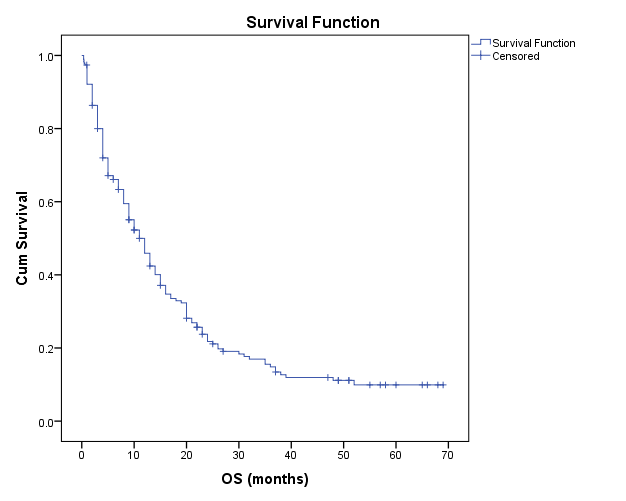 Survival Function
Survival Function
Censored
1.0
0.8
0.6
0.4
0.2
0.0
Cum Survival
0 10 20 30 40 50 60 70
OS (months)